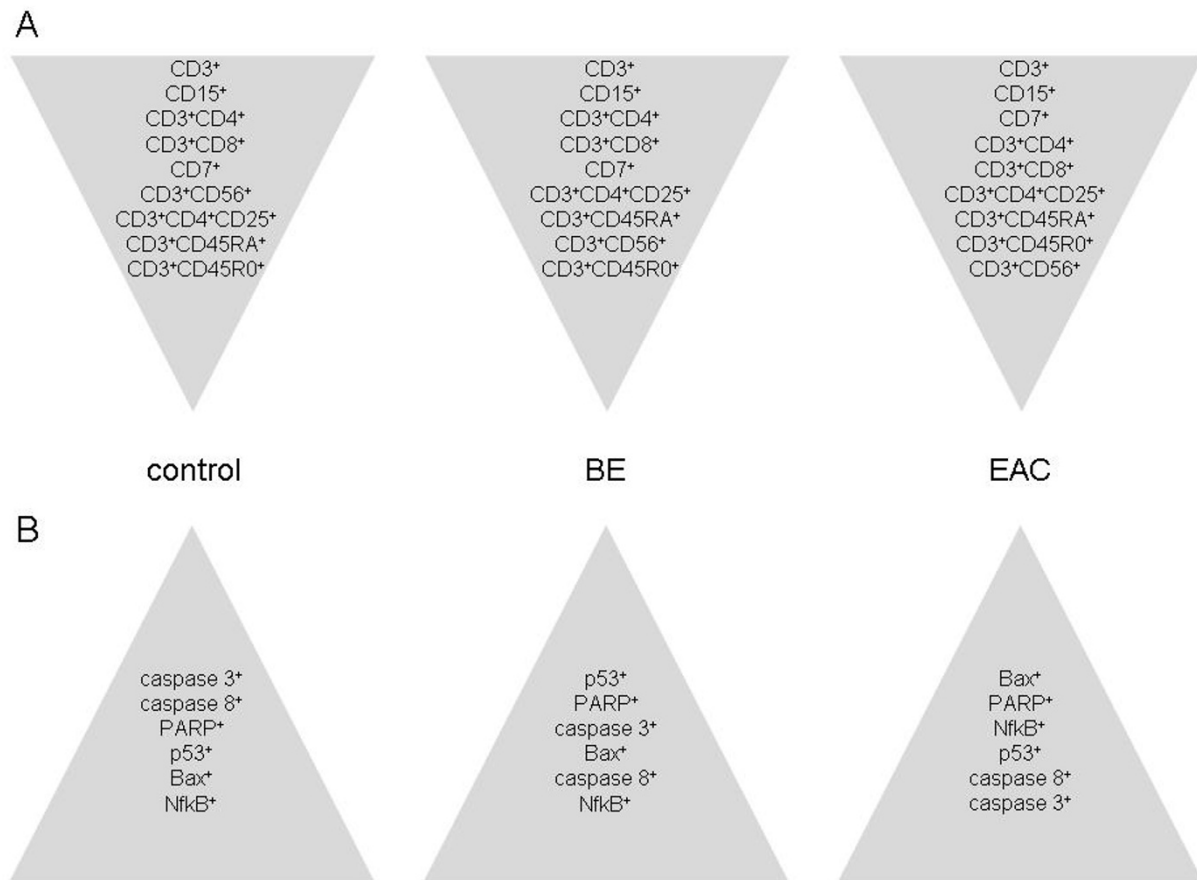 A
CD3⁺
CD15⁺
CD3⁺CD4⁺
CD3⁺CD8⁺
CD7⁺
CD3⁺CD56⁺
CD3⁺CD4⁺CD25⁺
CD3⁺CD45RA⁺
CD3⁺CD45R0⁺
CD3⁺
CD15⁺
CD3⁺CD4⁺
CD3⁺CD8⁺
CD7⁺
CD3⁺CD4⁺CD25⁺
CD3⁺CD45RA⁺
CD3⁺CD56⁺
CD3⁺CD45R0⁺
CD3⁺
CD15⁺
CD7⁺
CD3⁺CD4⁺
CD3⁺CD8⁺
CD3⁺CD4⁺CD25⁺
CD3⁺CD45RA⁺
CD3⁺CD45R0⁺
CD3⁺CD56⁺
control
BE
EAC
B
caspase 3⁺
caspase 8⁺
PARP⁺
p53⁺
Bax⁺
NfkB⁺
p53⁺
PARP⁺
caspase 3⁺
Bax⁺
caspase 8⁺
NfkB⁺
Bax⁺
PARP⁺
NfkB⁺
p53⁺
caspase 8⁺
caspase 3⁺